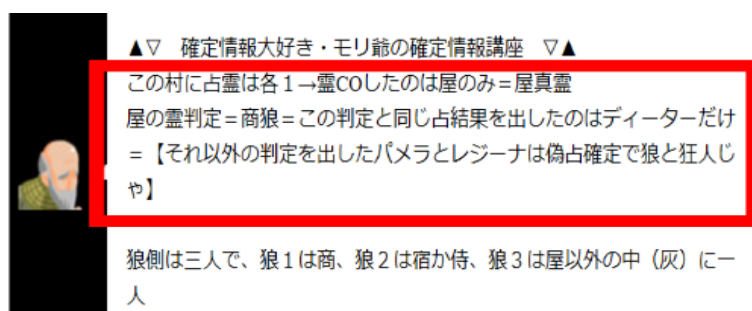 ▲▽ 確定情報大好き・モリ爺の確定情報講座 ▽▲
この村に占霊は各1→霊COしたのは屋のみ＝屋真霊
屋の霊判定＝商狼＝この判定と同じ占結果を出したのはディーターだけ
＝【それ以外の判定を出したパメラとレジーナは偽占確定で狼と狂人じ
ゃ】
狼側は三人で、狼１は商、狼２は宿か侍、狼３は屋以外の中（灰）に一
人